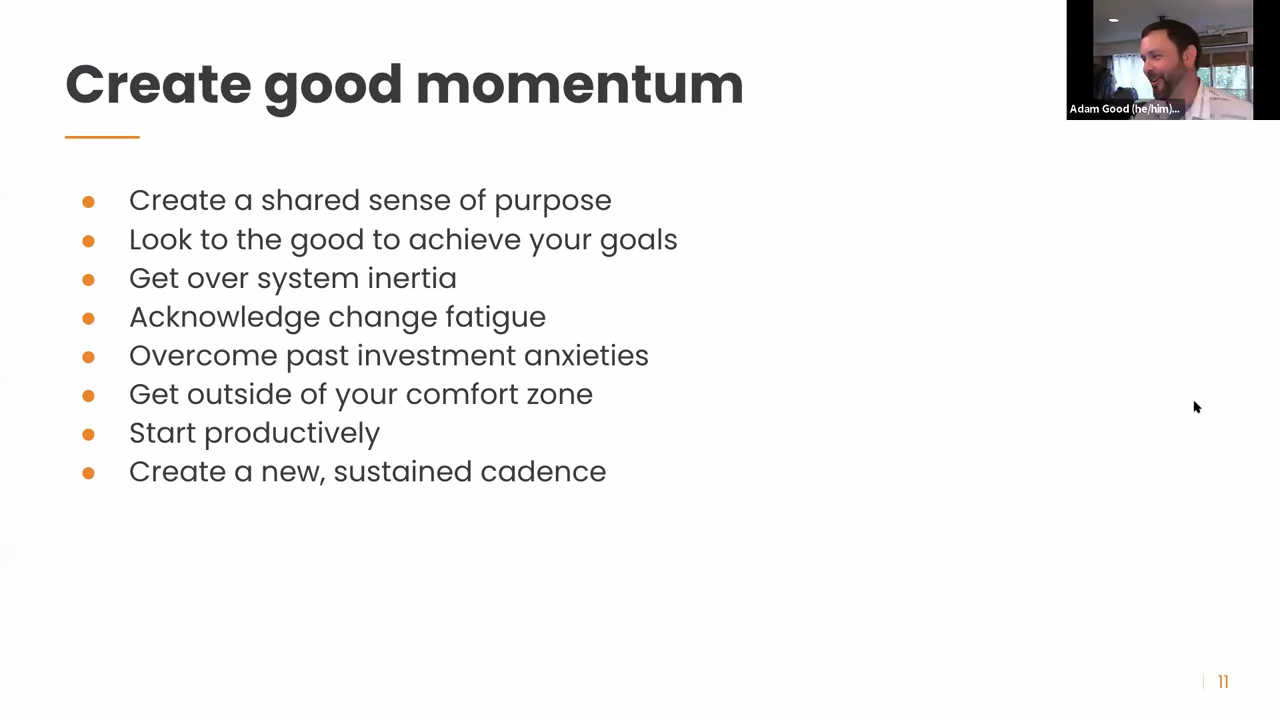 Create good momentum
Adam Good (he/him)...
Create a shared sense of purpose
Look to the good to achieve your goals
Get over system inertia
Acknowledge change fatigue
Overcome past investment anxieties
Get outside of your comfort zone
Start productively
Create a new, sustained cadence
11